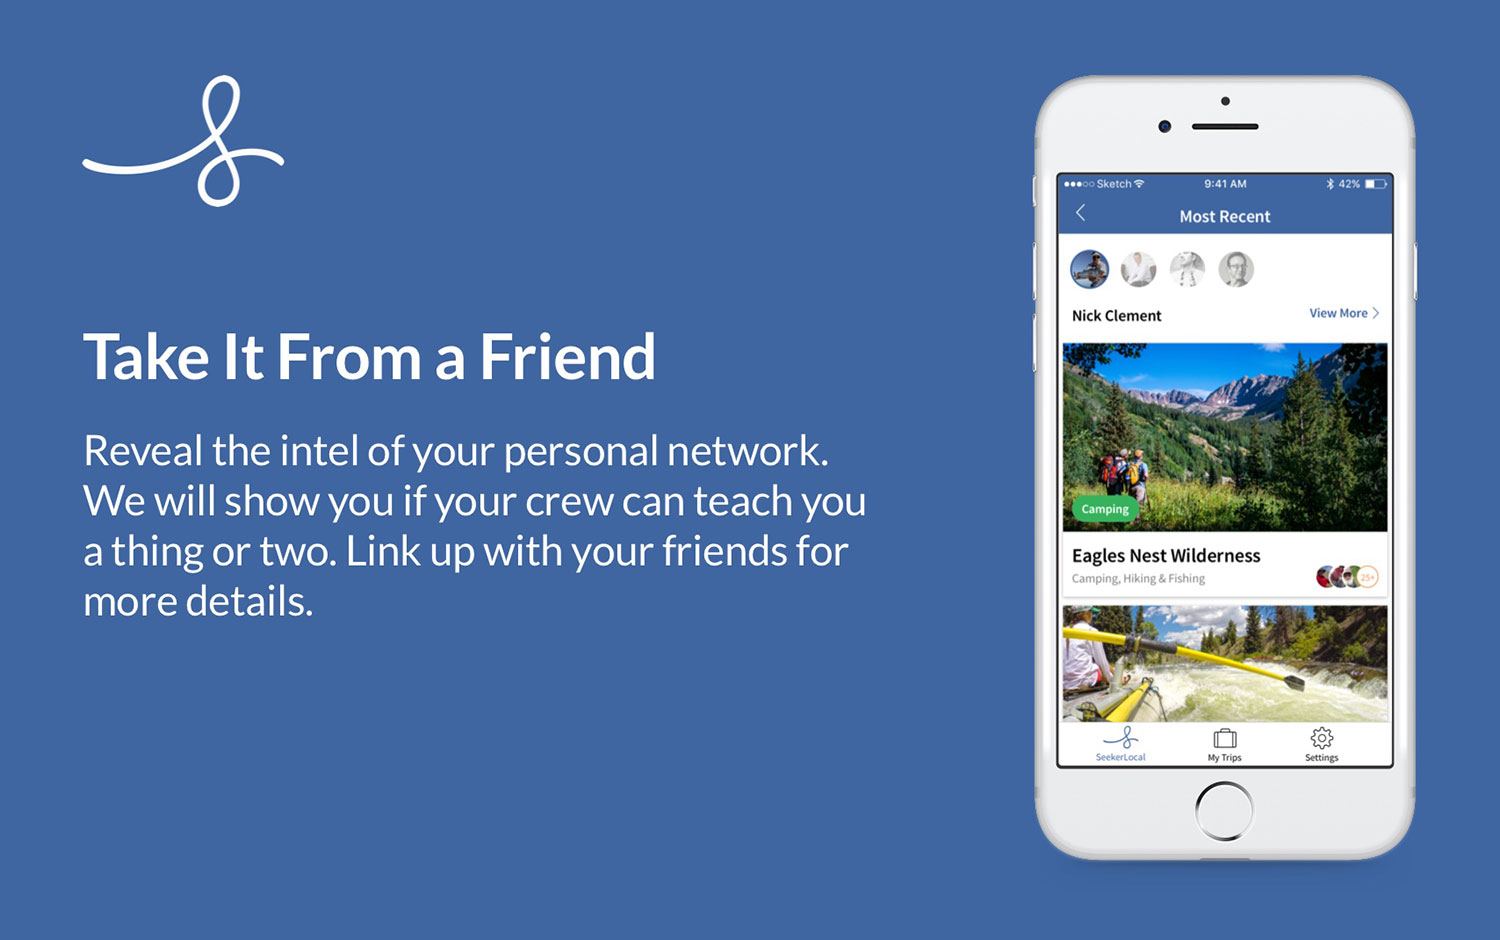 Take It From a Friend
Reveal the intel of your personal network.
We will show you if your crew can teach you
a thing or two. Link up with your friends for
more details.
Sketch 9:41 AM 42%
Most Recent
Nick Clement View More
Camping
Eagles Nest Wilderness
Camping, Hiking & Fishing 25+
SeekerLocal My Trips Settings